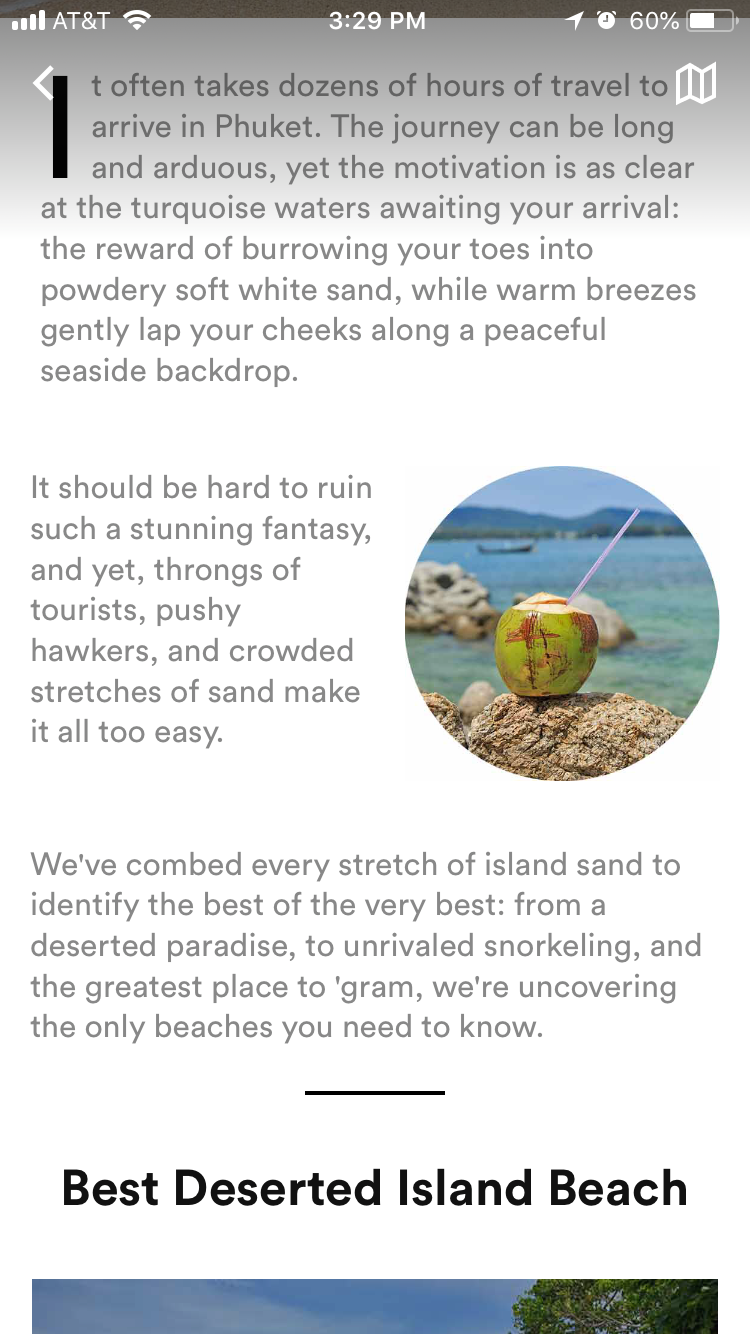 AT&T 3:29 PM 60%
It often takes dozens of hours of travel to
arrive in Phuket. The journey can be long
and arduous, yet the motivation is as clear
at the turquoise waters awaiting your arrival:
the reward of burrowing your toes into
powdery soft white sand, while warm breezes
gently lap your cheeks along a peaceful
seaside backdrop.
It should be hard to ruin
such a stunning fantasy,
and yet, throngs of
tourists, pushy
hawkers, and crowded
stretches of sand make
it all too easy.
We've combed every stretch of island sand to
identify the best of the very best: from a
deserted paradise, to unrivaled snorkeling, and
the greatest place to 'gram, we're uncovering
the only beaches you need to know.
Best Deserted Island Beach